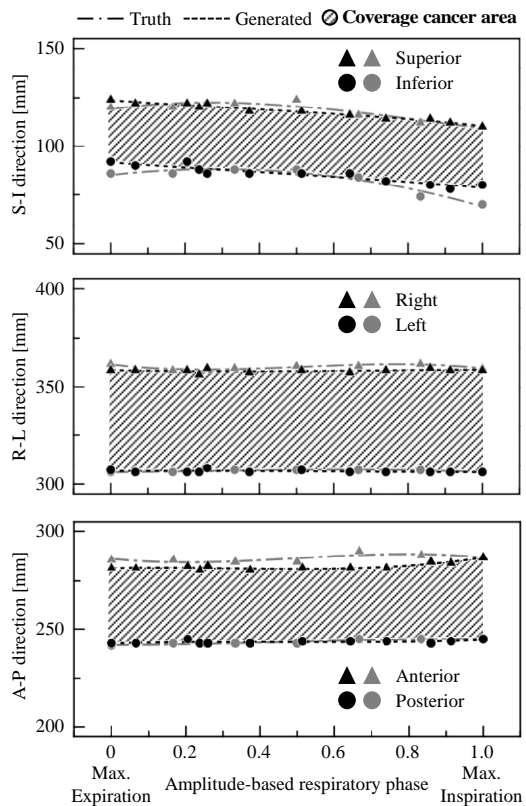 Truth Generated Coverage cancer area
150
Superior
Inferior
100
50
S-I direction [mm]
400
Right
Left
350
300
R-L direction [mm]
300
250
Anterior
Posterior
200
A-P direction [mm]
0 0.2 0.4 0.6 0.8 1.0
Max. Expiration
Amplitude-based respiratory phase
Max. Inspiration